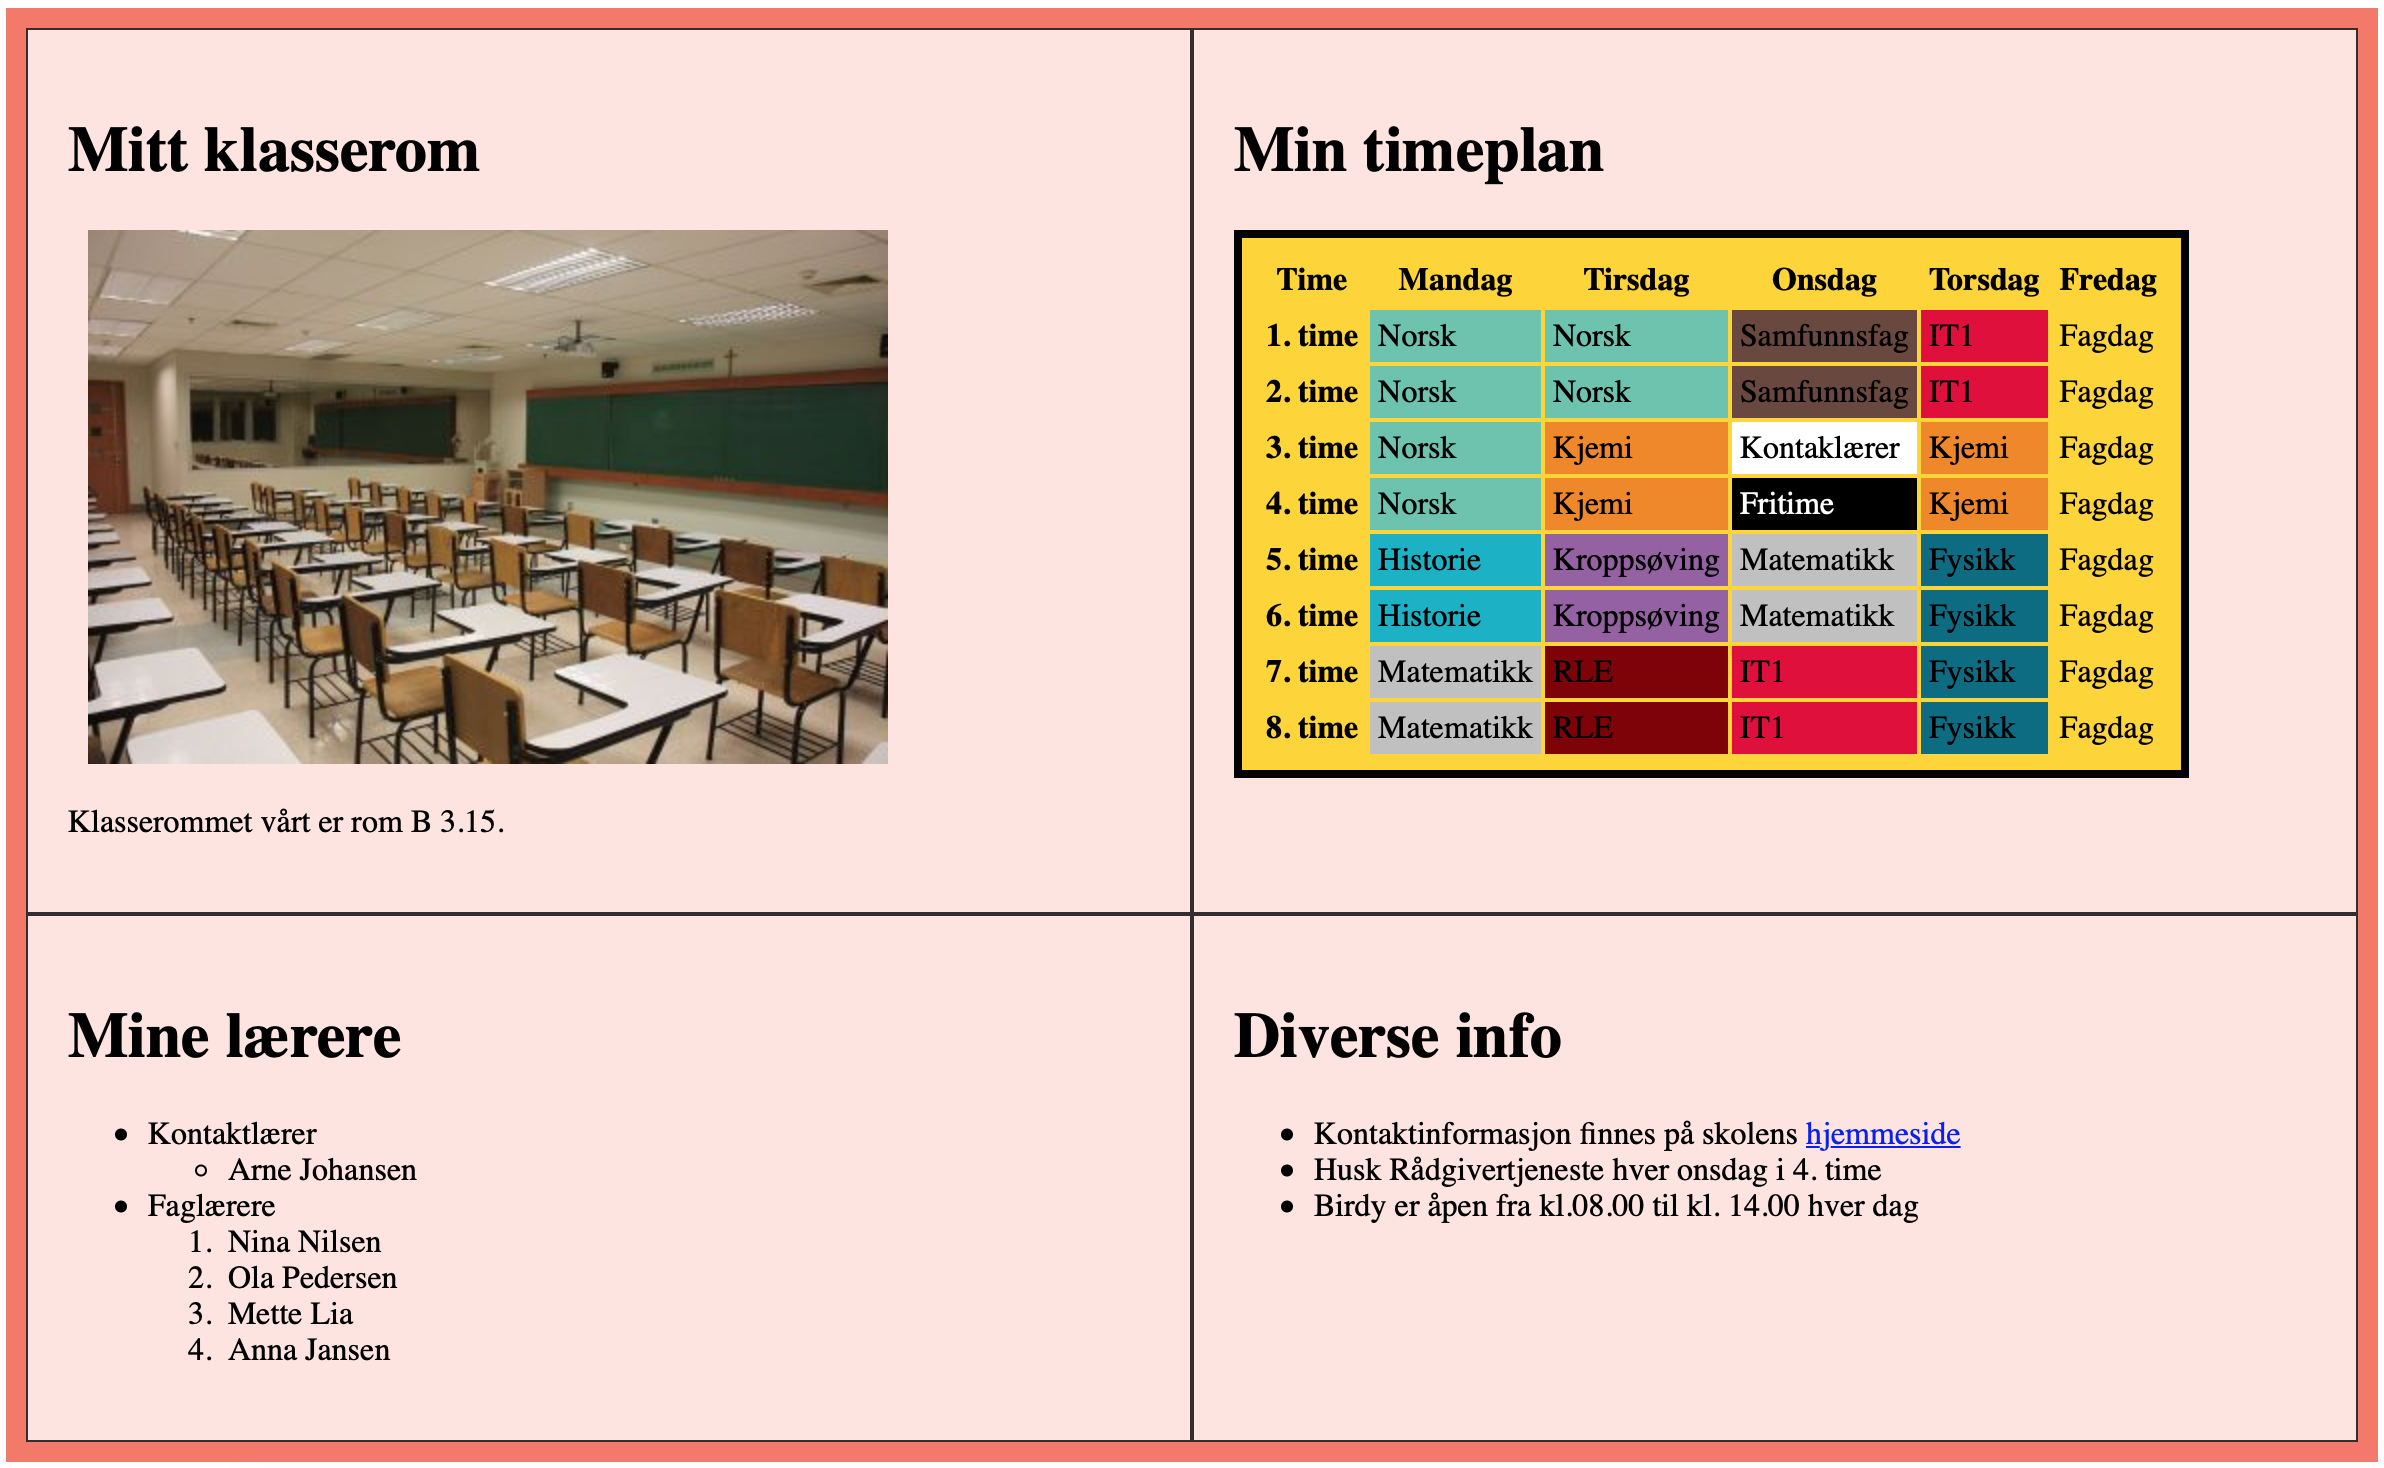 Mitt klasserom
Klasserommet vårt er rom B 3.15.
Min timeplan
Time Mandag Tirsdag Onsdag Torsdag Fredag
1. time Norsk Norsk Samfunnsfag IT1 Fagdag
2. time Norsk Norsk Samfunnsfag IT1 Fagdag
3. time Norsk Kjemi Kontaklærer Kjemi Fagdag
4. time Norsk Kjemi Fritime Kjemi Fagdag
5. time Historie Kroppsøving Matematikk Fysikk Fagdag
6. time Historie Kroppsøving Matematikk Fysikk Fagdag
7. time Matematikk RLE IT1 Fysikk Fagdag
8. time Matematikk RLE IT1 Fysikk Fagdag
Mine lærere
Kontaktlærer
Arne Johansen
Faglærere
1. Nina Nilsen
2. Ola Pedersen
3. Mette Lia
4. Anna Jansen
Diverse info
Kontaktinformasjon finnes på skolens hjemmeside
Husk Rådgivertjeneste hver onsdag i 4. time
Birdy er åpen fra kl.08.00 til kl. 14.00 hver dag